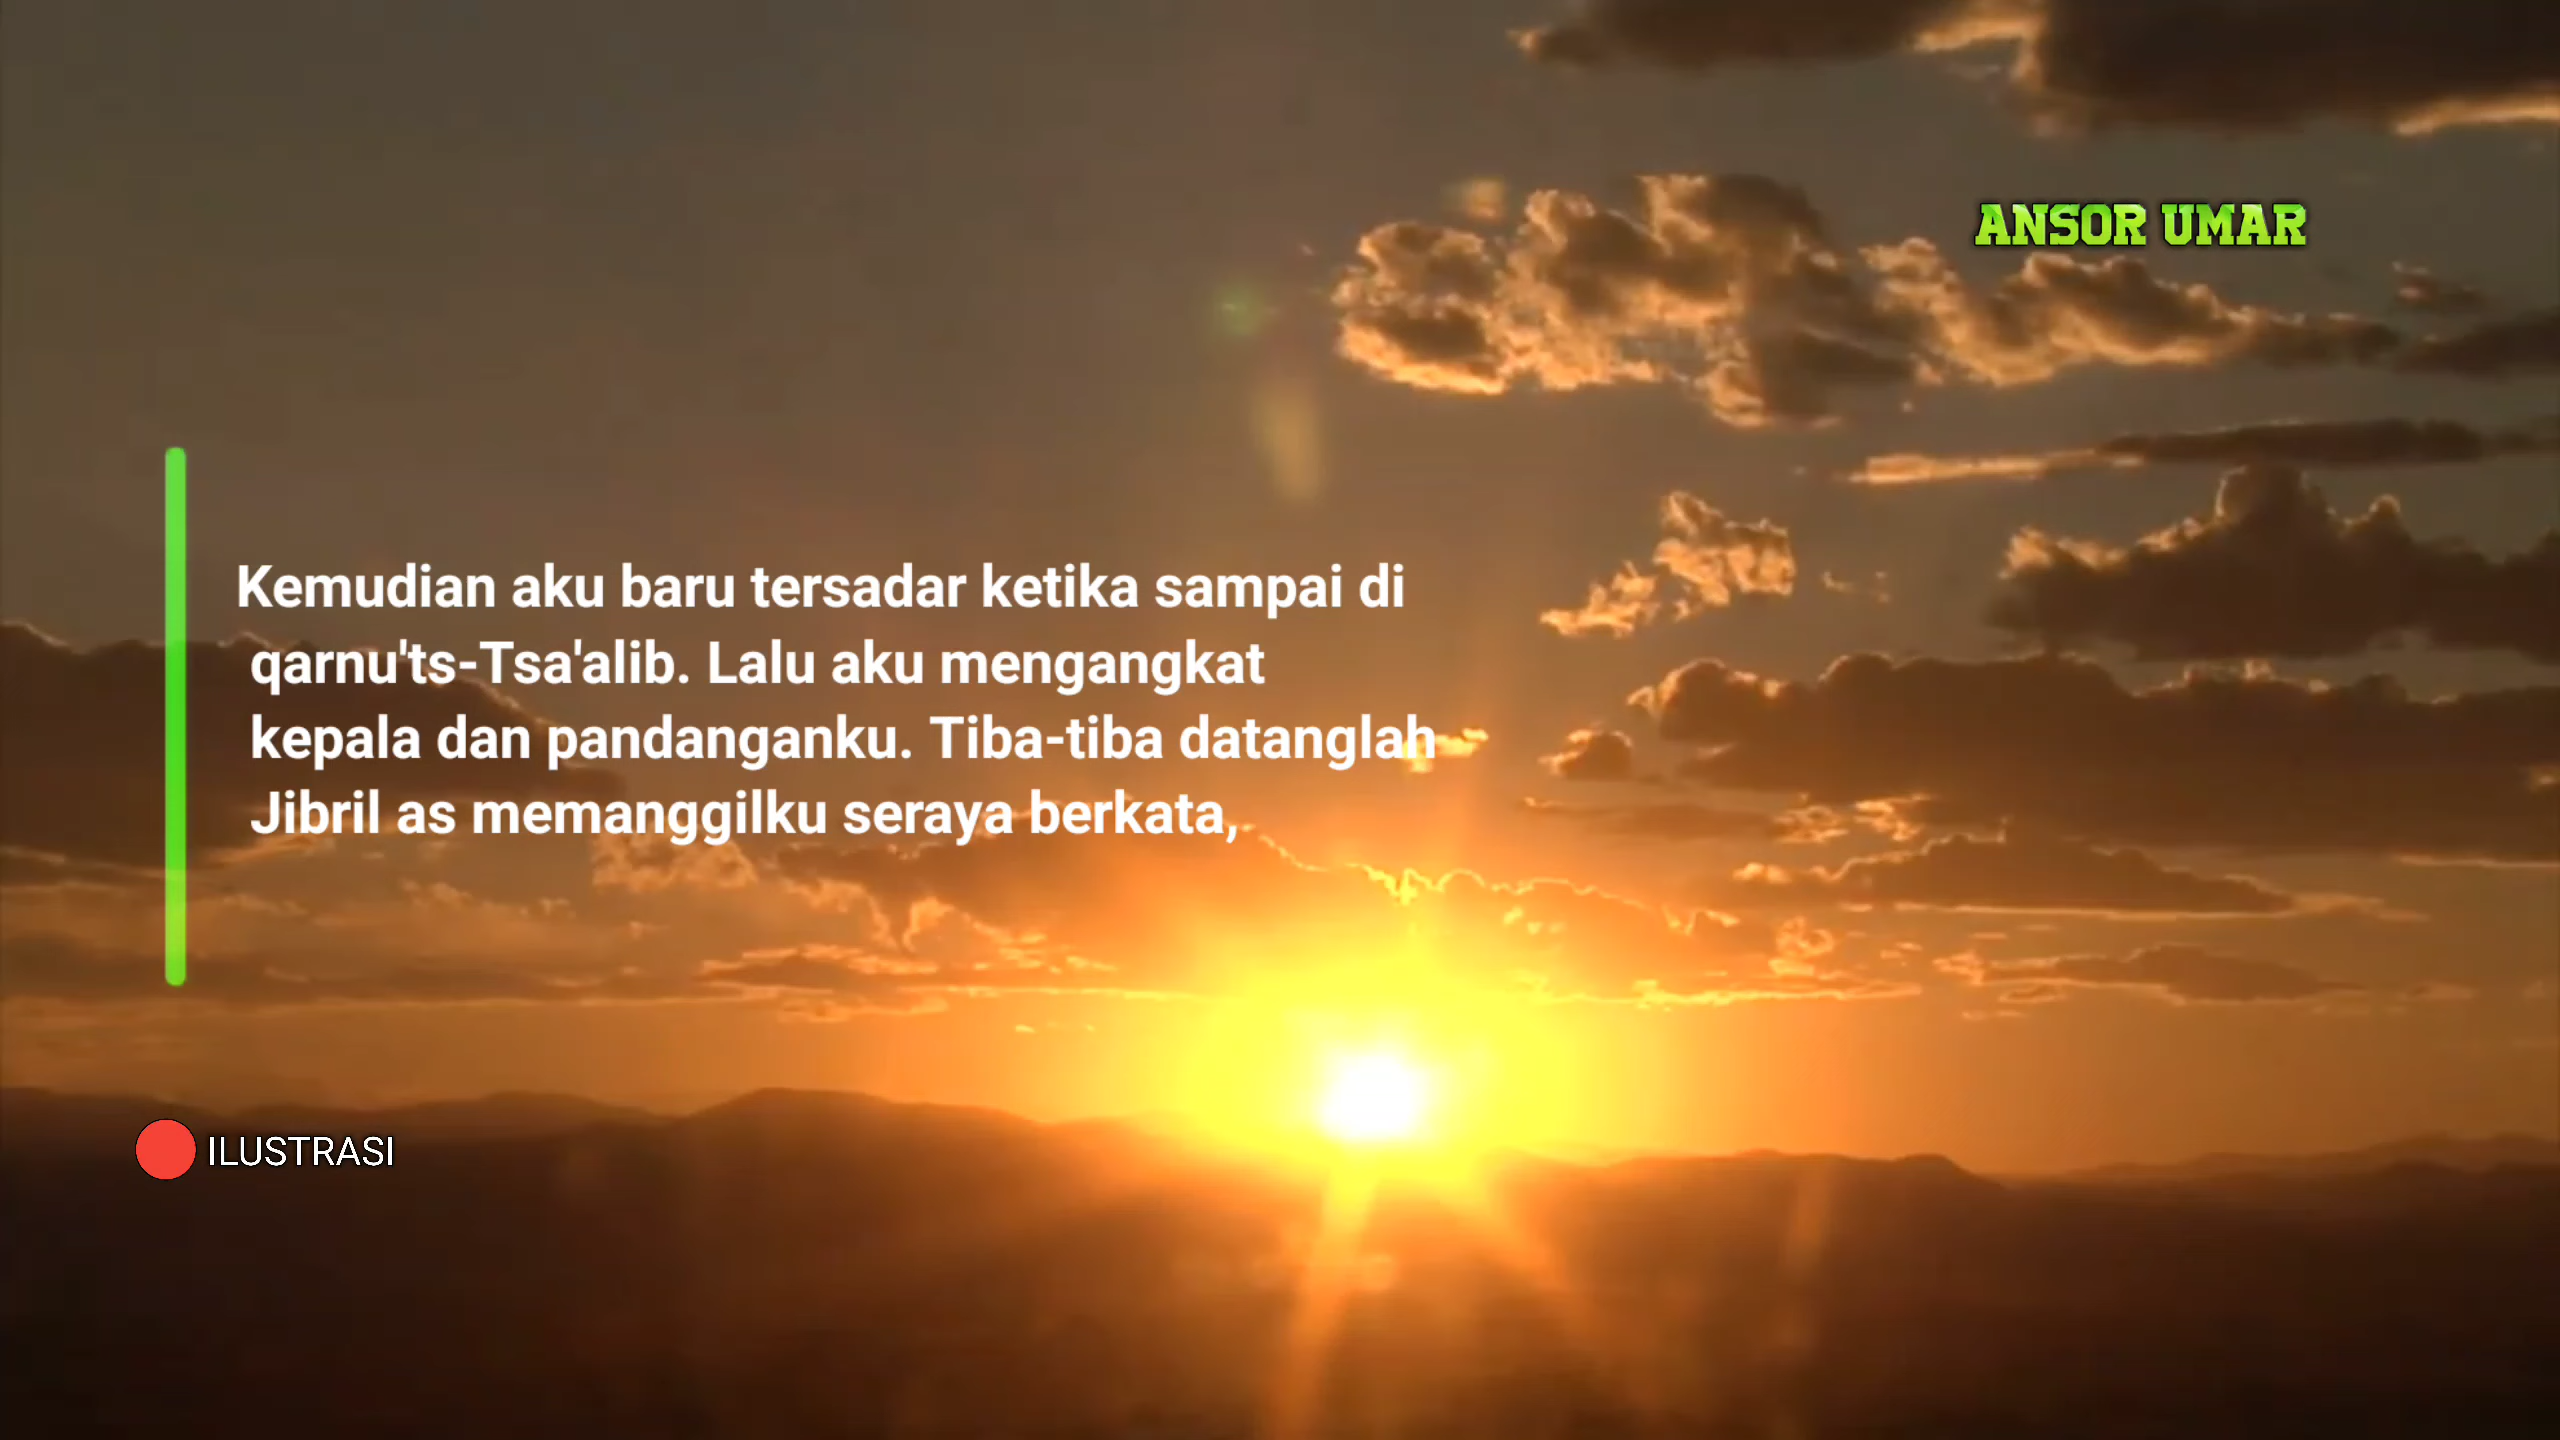 ANSOR UMAR
Kemudian aku baru tersadar ketika sampai di
qarnu'ts-Tsa'alib. Lalu aku mengangkat
kepala dan pandanganku. Tiba-tiba datanglah
Jibril as memanggilku seraya berkata,
ILUSTRASI